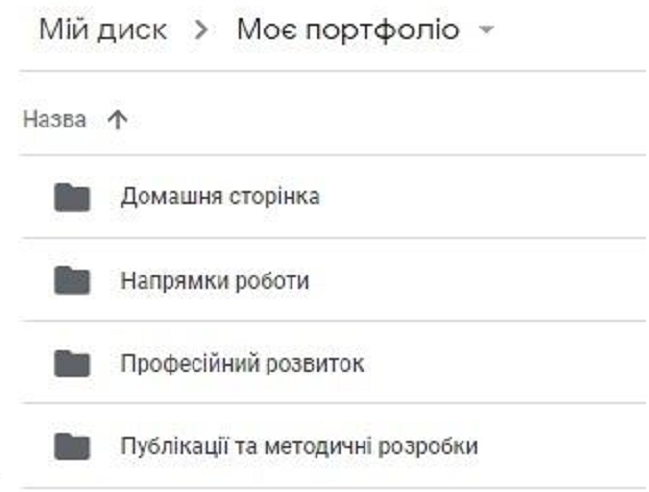 Мій диск > Моє портфоліо
Назва ↑
Домашня сторінка
Напрямки роботи
Професійний розвиток
Публікації та методичні розробки